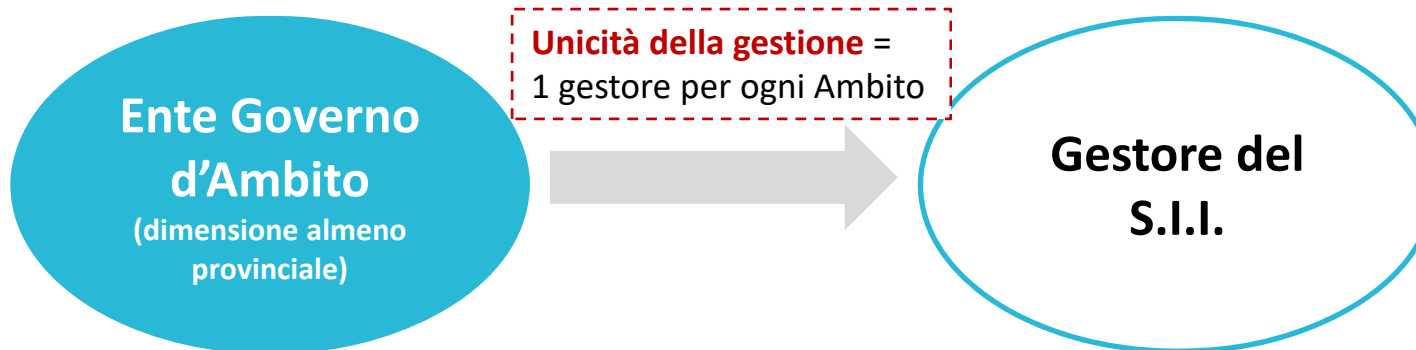 Ente Governo
d’Ambito
(dimensione almeno
provinciale)
Unicità della gestione =
1 gestore per ogni Ambito
Gestore del
S.I.I.